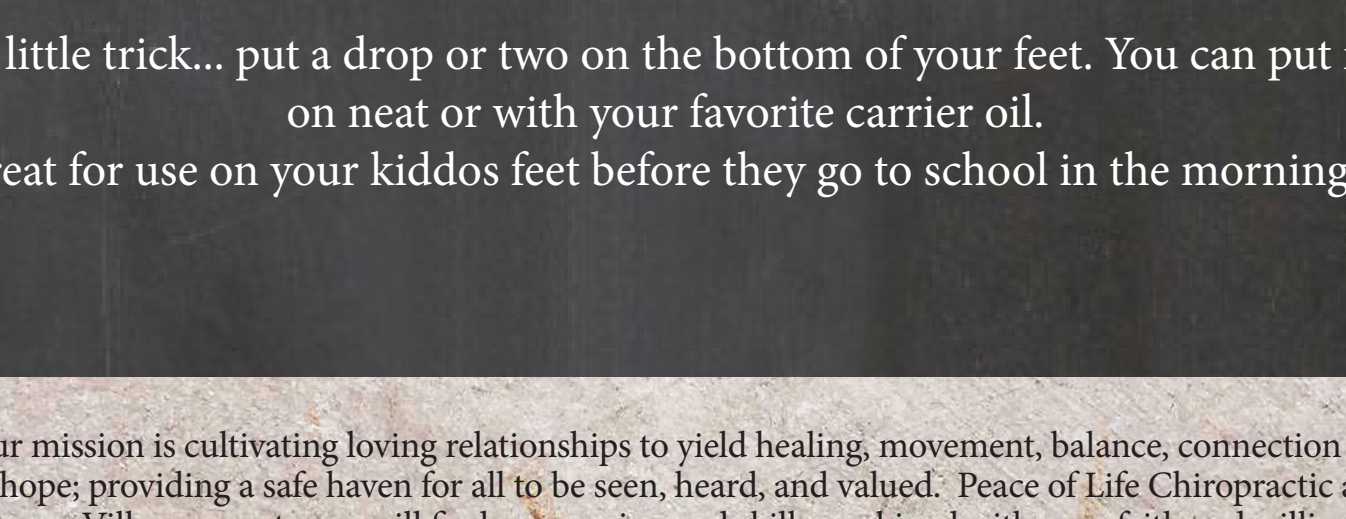 little trick... put a drop or two on the bottom of your feet. You can put
on neat or with your favorite carrier oil.
for use on your kiddos feet before they go to school in the morning
mission is cultivating loving relationships to yield healing, movement, balance, connection
hope; providing a safe haven for all to be seen, heard, and valued. Peace of Life Chiropractic